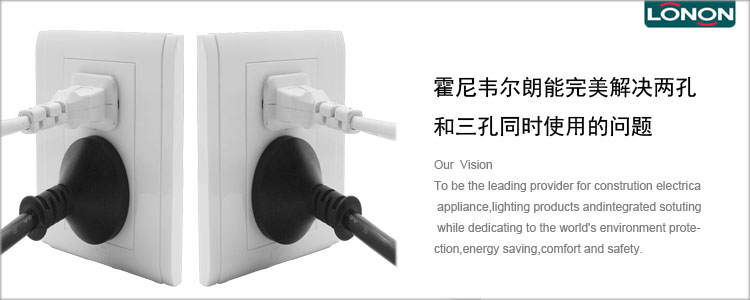 LONON
霍尼韦尔朗能完美解决两孔
和三孔同时使用的问题
Our Vision
To be the leading provider for constrution electrica
appliance,lighting products andintegrated sotuting
while dedicating to the world's environment prote-
ction,energy saving,comfort and safety.